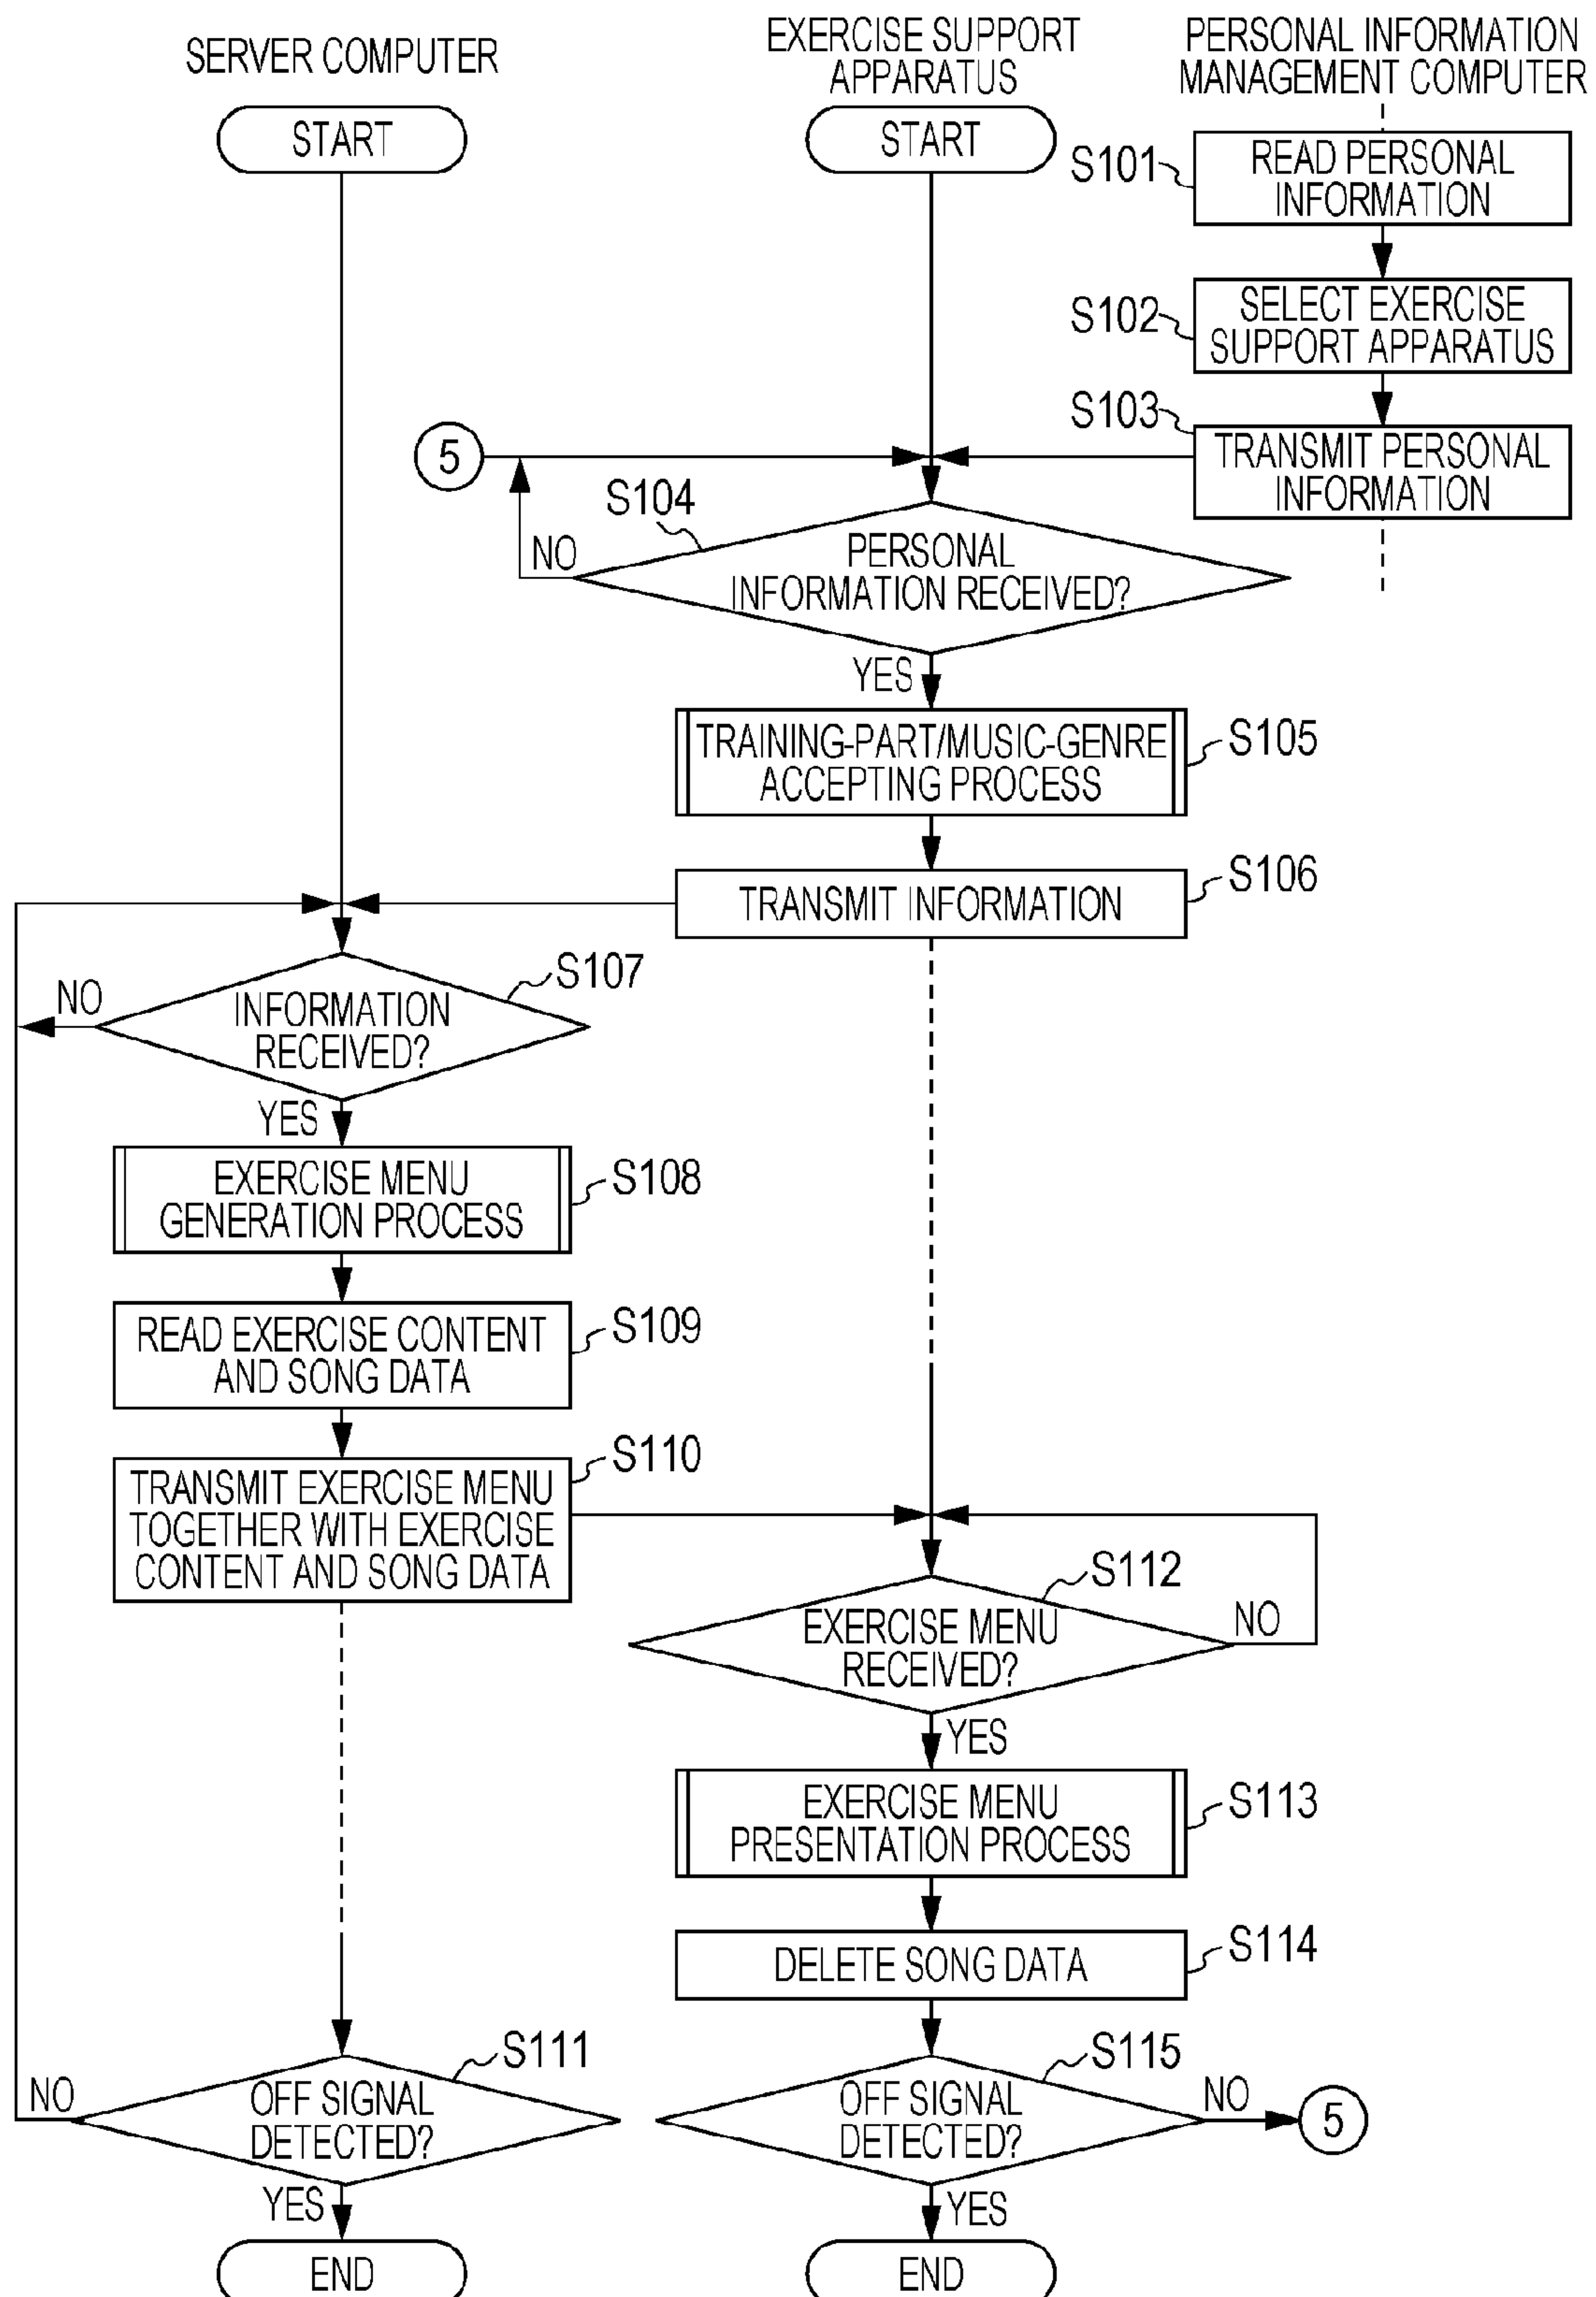 SERVER COMPUTER
EXERCISE SUPPORT
APPARATUS
PERSONAL INFORMATION
MANAGEMENT COMPUTER
START
START
S101
READ PERSONAL
INFORMATION
S102
SELECT EXERCISE
SUPPORT APPARATUS
S103
TRANSMIT PERSONAL
INFORMATION
5
S104
NO
PERSONAL
INFORMATION RECEIVED?
YES
TRAINING-PART/MUSIC-GENRE
ACCEPTING PROCESS
S105
TRANSMIT INFORMATION
S106
S107
NO
INFORMATION
RECEIVED?
YES
EXERCISE MENU
GENERATION PROCESS
S108
READ EXERCISE CONTENT
AND SONG DATA
S109
TRANSMIT EXERCISE MENU
TOGETHER WITH EXERCISE
CONTENT AND SONG DATA
S110
S112
EXERCISE MENU
RECEIVED?
NO
YES
EXERCISE MENU
PRESENTATION PROCESS
S113
DELETE SONG DATA
S114
S111
NO
OFF SIGNAL
DETECTED?
YES
END
S115
OFF SIGNAL
DETECTED?
NO
5
YES
END